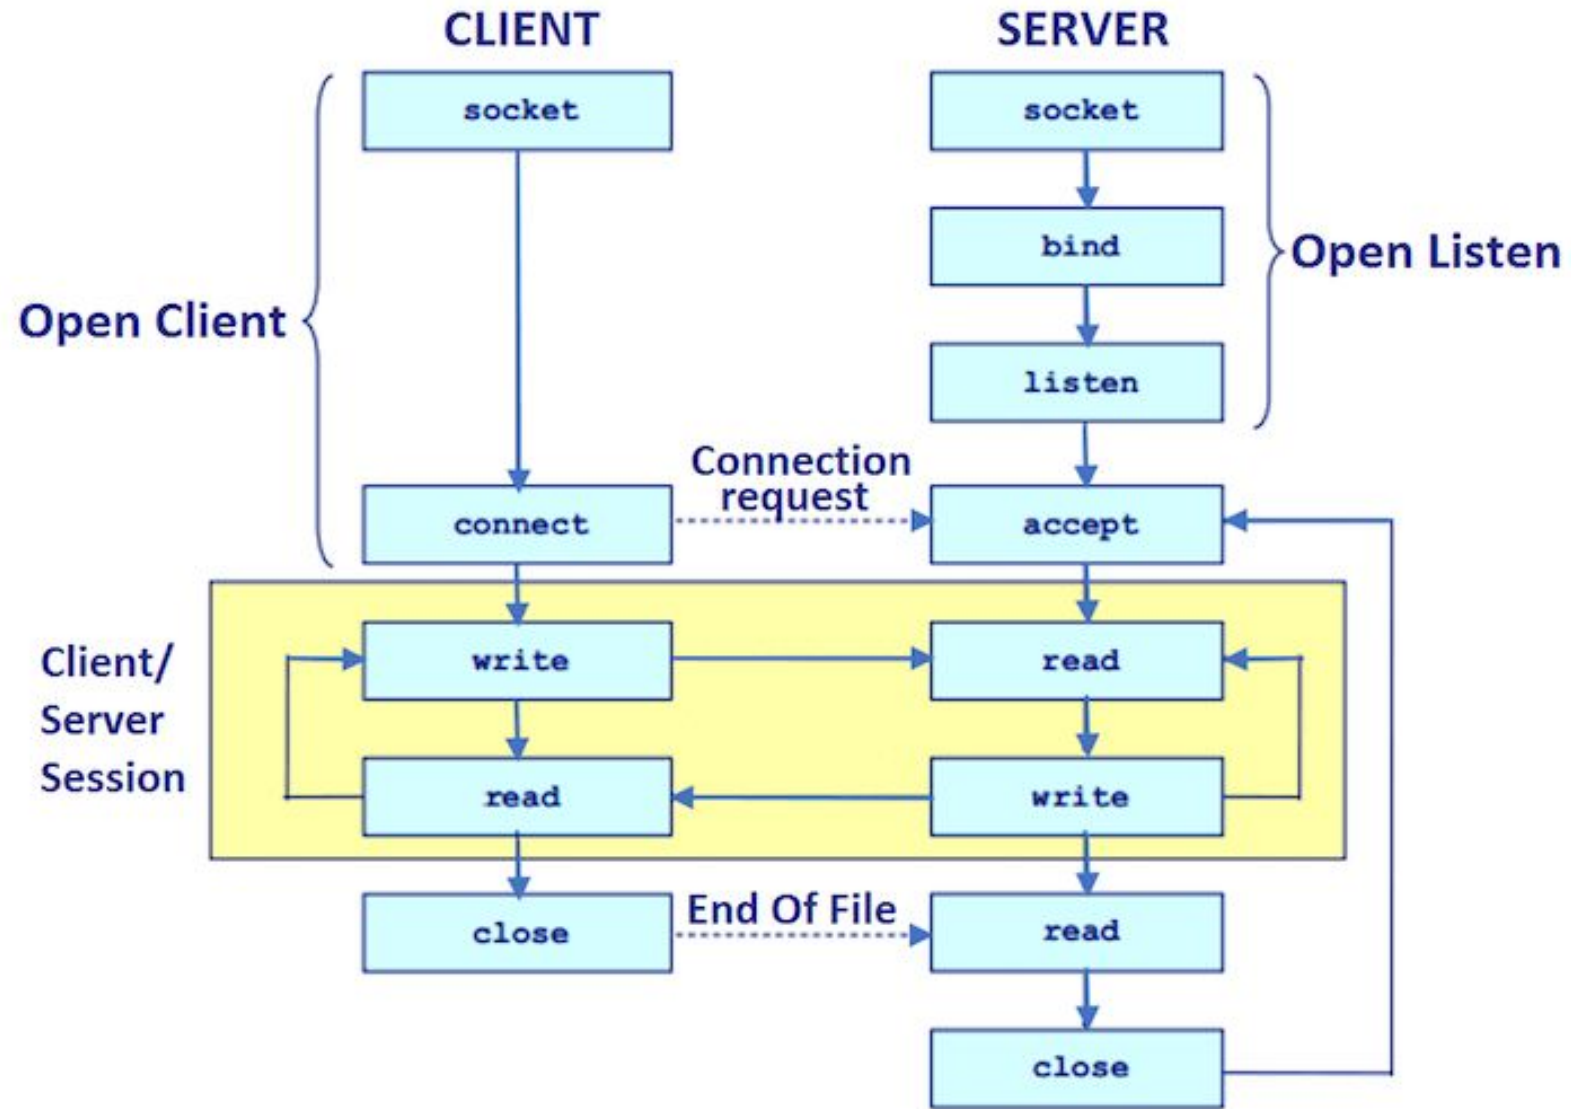 CLIENT
SERVER
socket
socket
bind
Open Listen
Open Client
listen
Connection
request
connect
accept
Client/
Server
Session
write
read
read
write
End Of File
close
read
close